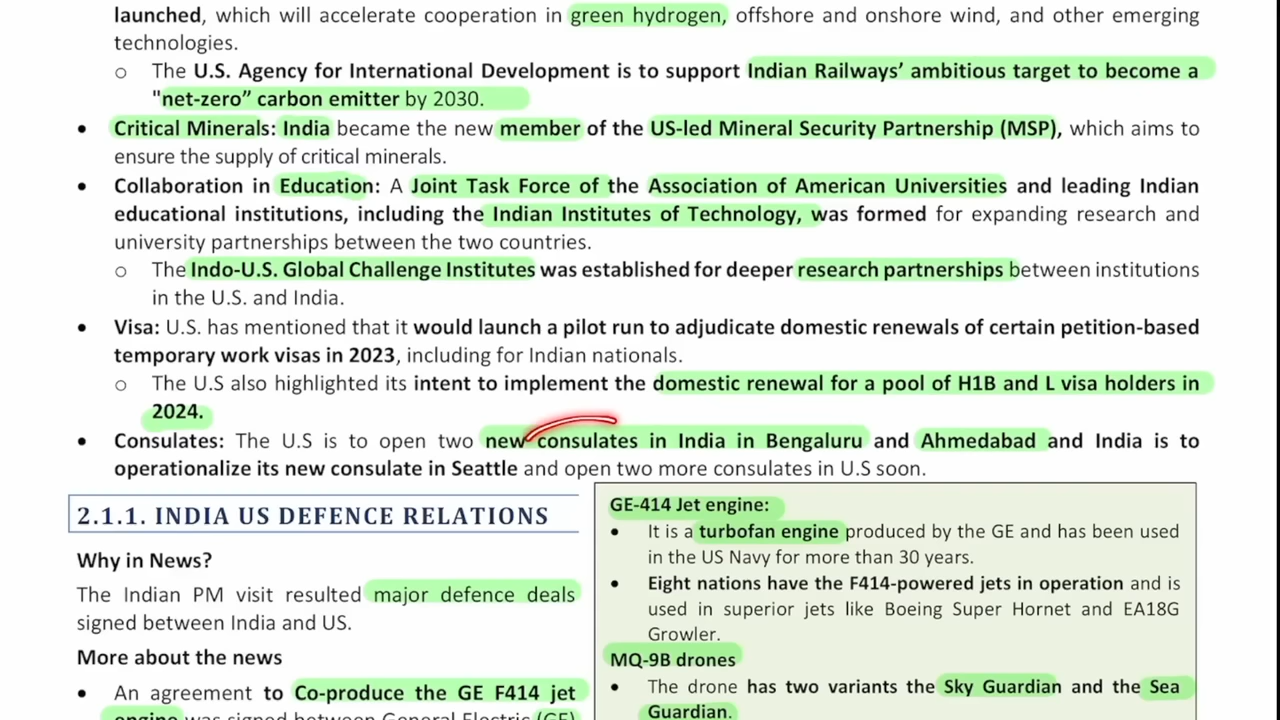 launched, which will accelerate cooperation in green hydrogen, offshore and onshore wind, and other emerging
technologies.
o The U.S. Agency for International Development is to support Indian Railways’ ambitious target to become a
"net-zero” carbon emitter by 2030.
• Critical Minerals: India became the new member of the US-led Mineral Security Partnership (MSP), which aims to
ensure the supply of critical minerals.
• Collaboration in Education: A Joint Task Force of the Association of American Universities and leading Indian
educational institutions, including the Indian Institutes of Technology, was formed for expanding research and
university partnerships between the two countries.
o The Indo-U.S. Global Challenge Institutes was established for deeper research partnerships between institutions
in the U.S. and India.
• Visa: U.S. has mentioned that it would launch a pilot run to adjudicate domestic renewals of certain petition-based
temporary work visas in 2023, including for Indian nationals.
o The U.S also highlighted its intent to implement the domestic renewal for a pool of H1B and L visa holders in
2024.
• Consulates: The U.S is to open two new consulates in India in Bengaluru and Ahmedabad and India is to
operationalize its new consulate in Seattle and open two more consulates in U.S soon.
2.1.1. INDIA US DEFENCE RELATIONS
Why in News?
The Indian PM visit resulted major defence deals
signed between India and US.
More about the news
• An agreement to Co-produce the GE F414 jet
engine was signed between General Electric (GE)
GE-414 Jet engine:
• It is a turbofan engine produced by the GE and has been used
in the US Navy for more than 30 years.
• Eight nations have the F414-powered jets in operation and is
used in superior jets like Boeing Super Hornet and EA18G
Growler.
MQ-9B drones
• The drone has two variants the Sky Guardian and the Sea
Guardian.